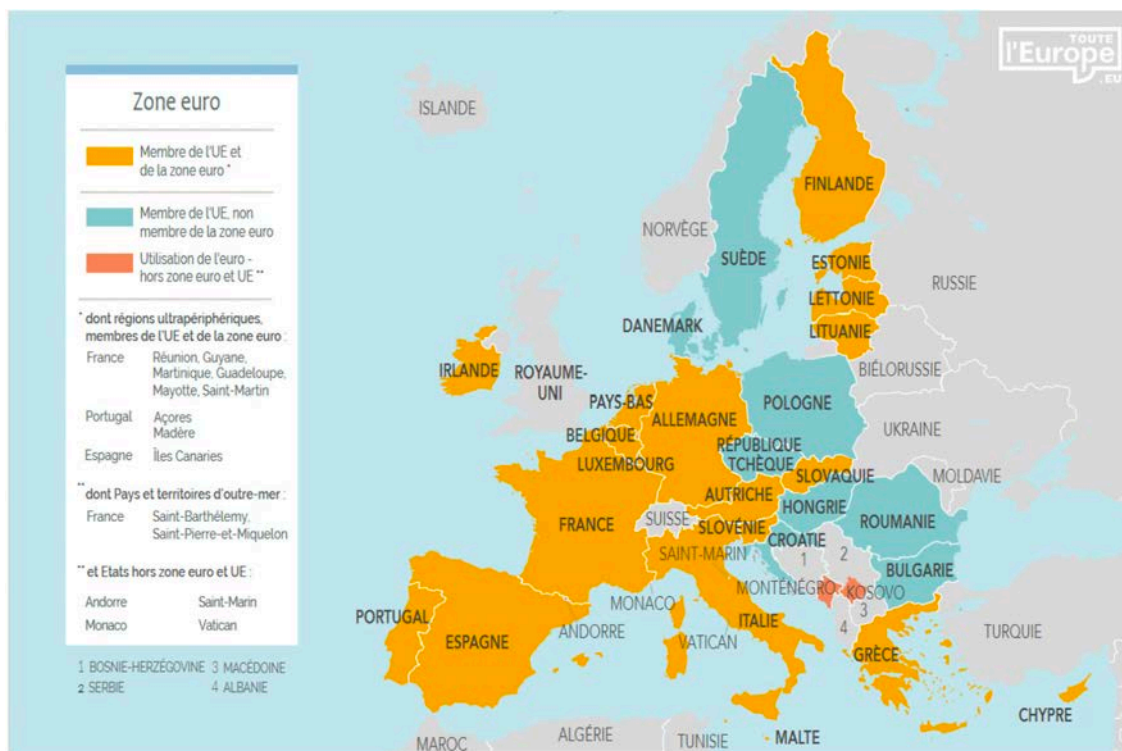 TOUTE
l'Europe
.EU
Zone euro
Membre de l'UE et
de la zone euro *
Membre de l'UE, non
membre de la zone euro
Utilisation de l'euro -
hors zone euro et UE **
* dont régions ultrapériphériques,
membres de l'UE et de la zone euro :
France Réunion, Guyane,
Martinique, Guadeloupe,
Mayotte, Saint-Martin
Portugal Açores
Madère
Espagne Îles Canaries
** dont Pays et territoires d'outre-mer :
France Saint-Barthélemy,
Saint-Pierre-et-Miquelon
** et Etats hors zone euro et UE :
Andorre Saint-Marin
Monaco Vatican
1 BOSNIE-HERZÉGOVINE 3 MACÉDOINE
2 SERBIE 4 ALBANIE
ISLANDE
FINLANDE
NORVÈGE
SUÈDE
ESTONIE
RUSSIE
LETTONIE
DANEMARK
LITUANIE
IRLANDE
ROYAUME-
UNI
BIÉLORUSSIE
PAYS-BAS
ALLEMAGNE
POLOGNE
UKRAINE
BELGIQUE
RÉPUBLIQUE
TCHÈQUE
LUXEMBOURG
SLOVAQUIE
MOLDAVIE
AUTRICHE
HONGRIE
FRANCE
SUISSE
SLOVÉNIE
ROUMANIE
CROATIE
SAINT-MARIN
1
2
BULGARIE
MONTÉNÉGRO
KOSOVO
MONACO
3
PORTUGAL
ESPAGNE
ANDORRE
VATICAN
ITALIE
4
TURQUIE
GRÈCE
CHYPRE
MAROC
ALGÉRIE
TUNISIE
MALTE